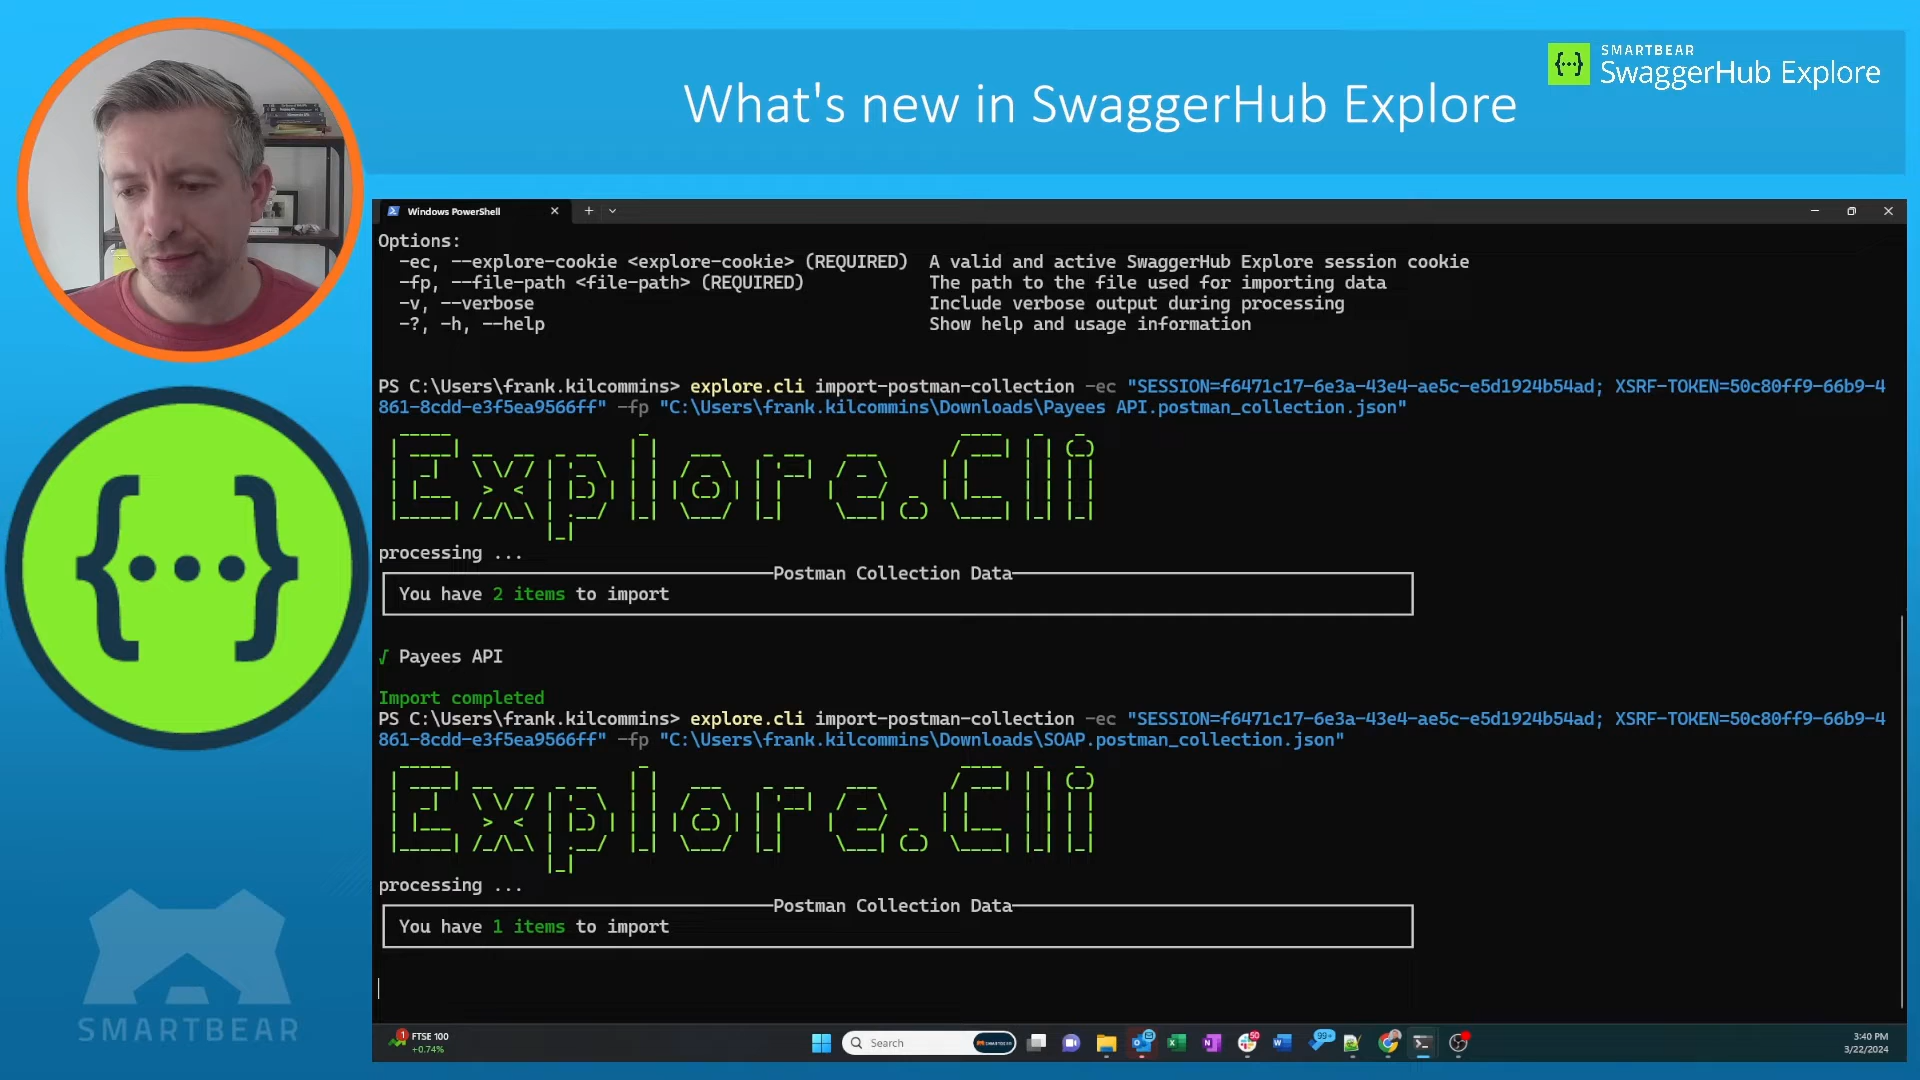 SMARTBEAR
SwaggerHub Explore
What's new in SwaggerHub Explore
Windows PowerShell
Options:
-ec, --explore-cookie <explore-cookie> (REQUIRED) A valid and active SwaggerHub Explore session cookie
-fp, --file-path <file-path> (REQUIRED) The path to the file used for importing data
-v, --verbose Include verbose output during processing
-?, -h, --help Show help and usage information
PS C:\Users\frank.kilcommins> explore.cli import-postman-collection -ec "SESSION=f6471c17-6e3a-43e4-ae5c-e5d1924b54ad; XSRF-TOKEN=50c80ff9-66b9-4
861-8cdd-e3f5ea9566ff" -fp "C:\Users\frank.kilcommins\Downloads\Payees API.postman_collection.json"
Explore.Cli
processing ...
Postman Collection Data
You have 2 items to import
√ Payees API
Import completed
PS C:\Users\frank.kilcommins> explore.cli import-postman-collection -ec "SESSION=f6471c17-6e3a-43e4-ae5c-e5d1924b54ad; XSRF-TOKEN=50c80ff9-66b9-4
861-8cdd-e3f5ea9566ff" -fp "C:\Users\frank.kilcommins\Downloads\SOAP.postman_collection.json"
Explore.Cli
processing ...
Postman Collection Data
You have 1 items to import
SMARTBEAR
1
FTSE 100
+0.74%
Search
50
99+
3:40 PM
3/22/2024